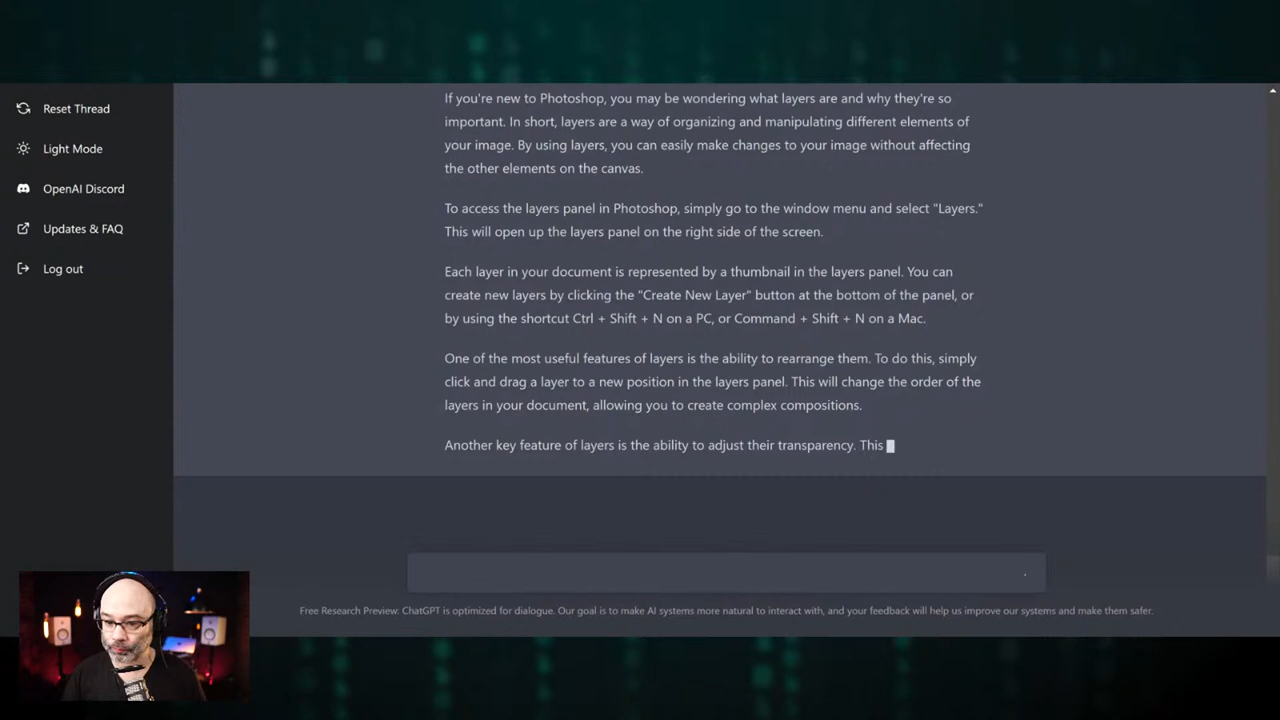 Reset Thread
Light Mode
OpenAI Discord
Updates & FAQ
Log out
If you're new to Photoshop, you may be wondering what layers are and why they're so
important. In short, layers are a way of organizing and manipulating different elements of
your image. By using layers, you can easily make changes to your image without affecting
the other elements on the canvas.
To access the layers panel in Photoshop, simply go to the window menu and select "Layers."
This will open up the layers panel on the right side of the screen.
Each layer in your document is represented by a thumbnail in the layers panel. You can
create new layers by clicking the "Create New Layer" button at the bottom of the panel, or
by using the shortcut Ctrl + Shift + N on a PC, or Command + Shift + N on a Mac.
One of the most useful features of layers is the ability to rearrange them. To do this, simply
click and drag a layer to a new position in the layers panel. This will change the order of the
layers in your document, allowing you to create complex compositions.
Another key feature of layers is the ability to adjust their transparency. This
Free Research Preview: ChatGPT is optimized for dialogue. Our goal is to make AI systems more natural to interact with, and your feedback will help us improve our systems and make them safer.